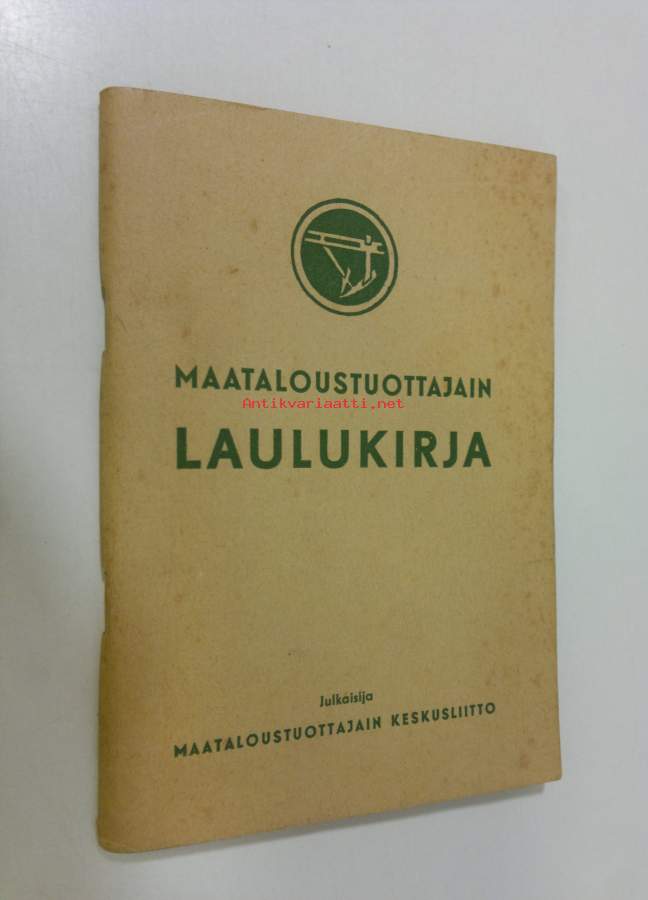 MAATALOUSTUOTTAJAIN
Antikvariaatti.net
LAULUKIRJA
Julkaisija
MAATALOUSTUOTTAJAIN KESKUSLIITTO